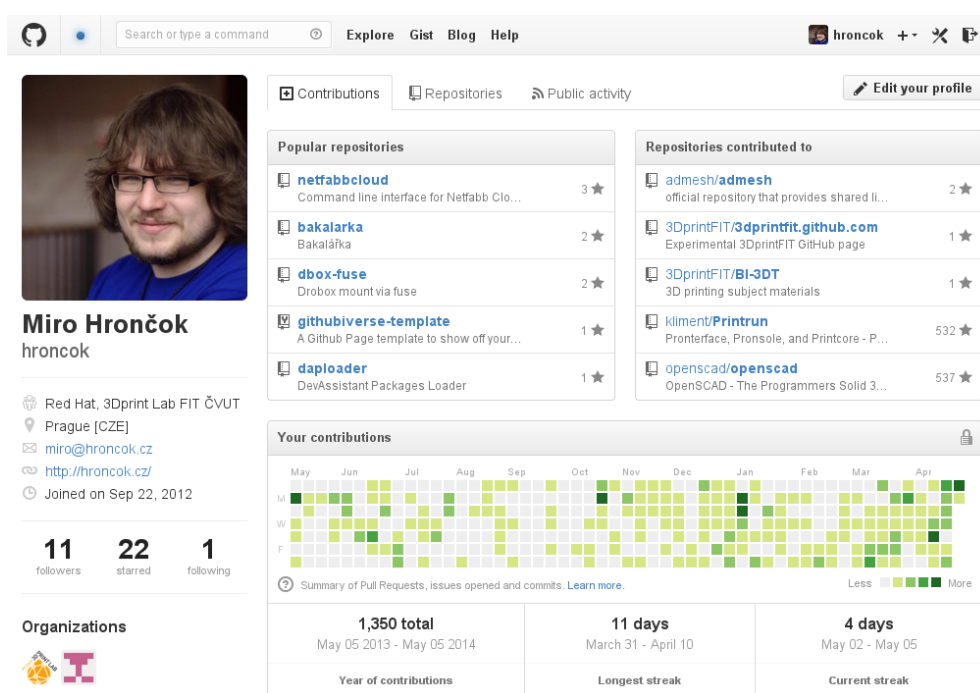 Search or type a command
Explore Gist Blog Help
hroncok
Contributions
Repositories
Public activity
Edit your profile
Miro Hrončok
hroncok
Red Hat, 3Dprint Lab FIT ČVUT
Prague [CZE]
miro@hroncok.cz
http://hroncok.cz/
Joined on Sep 22, 2012
11 22 1
followers starred following
Organizations
Popular repositories
netfabbcloud
Command line interface for Netfabb Clo...
3
bakalarka
Bakalářka
2
dbox-fuse
Drobox mount via fuse
2
githubiverse-template
A Github Page template to show off your...
1
daploader
DevAssistant Packages Loader
1
Repositories contributed to
admesh/admesh
official repository that provides shared li...
2
3DprintFIT/3dprintfit.github.com
Experimental 3DprintFIT GitHub page
1
3DprintFIT/BI-3DT
3D printing subject materials
1
kliment/Printrun
Pronterface, Pronsole, and Printcore - P...
532
openscad/openscad
OpenSCAD - The Programmers Solid 3...
537
Your contributions
May Jun Jul Aug Sep Oct Nov Dec Jan Feb Mar Apr
M
W
F
Summary of Pull Requests, issues opened and commits. Learn more.
Less More
1,350 total
May 05 2013 - May 05 2014
Year of contributions
11 days
March 31 - April 10
Longest streak
4 days
May 02 - May 05
Current streak